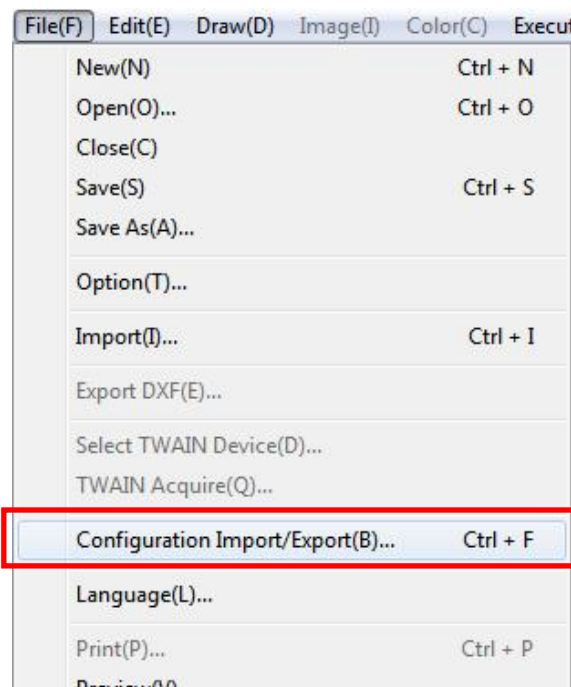 File(F) Edit(E) Draw(D) Image(I) Color(C)
New(N) Ctrl + N
Open(O)... Ctrl + O
Close(C)
Save(S) Ctrl + S
Save As(A)...
Option(T)...
Import(I)... Ctrl + I
Export DXF(E)...
Select TWAIN Device(D)...
TWAIN Acquire(Q)...
Configuration Import/Export(B)... Ctrl + F
Language(L)...
Print(P)... Ctrl + P